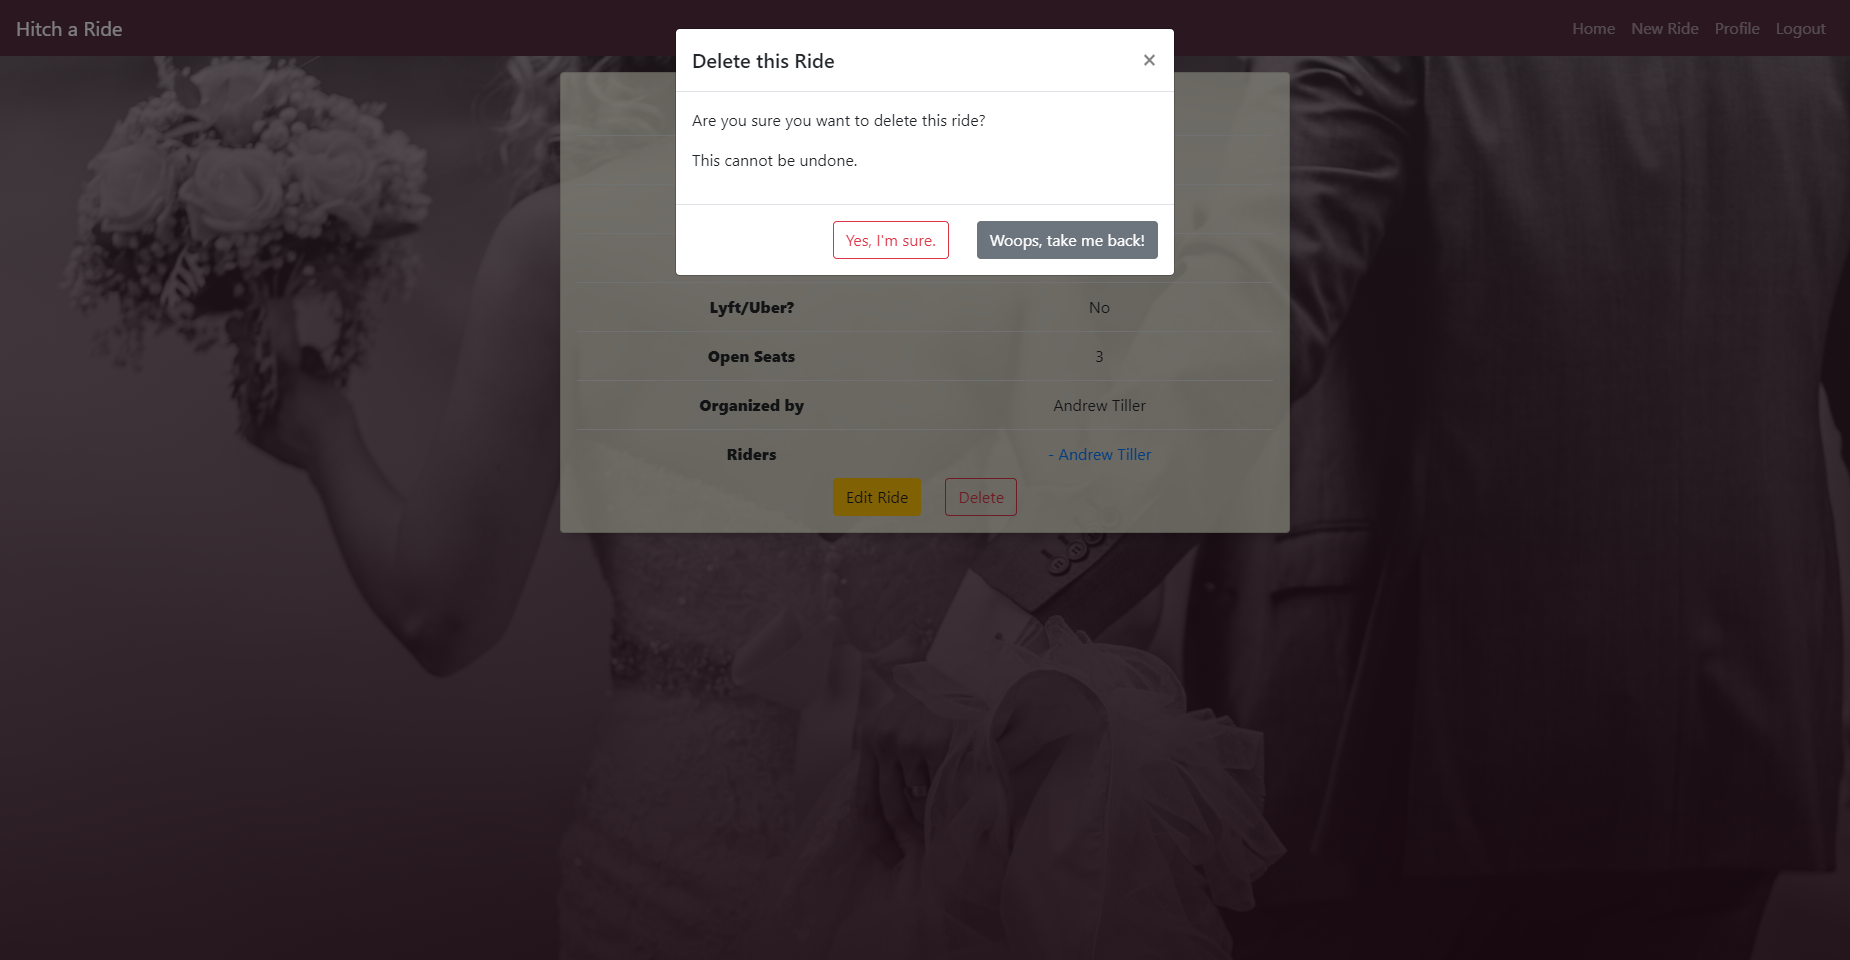 Hitch a Ride
Home New Ride Profile Logout
Delete this Ride ×
Are you sure you want to delete this ride?
This cannot be undone.
Yes, I'm sure. Woops, take me back!
Lyft/Uber? No
Open Seats 3
Organized by Andrew Tiller
Riders - Andrew Tiller
Edit Ride Delete